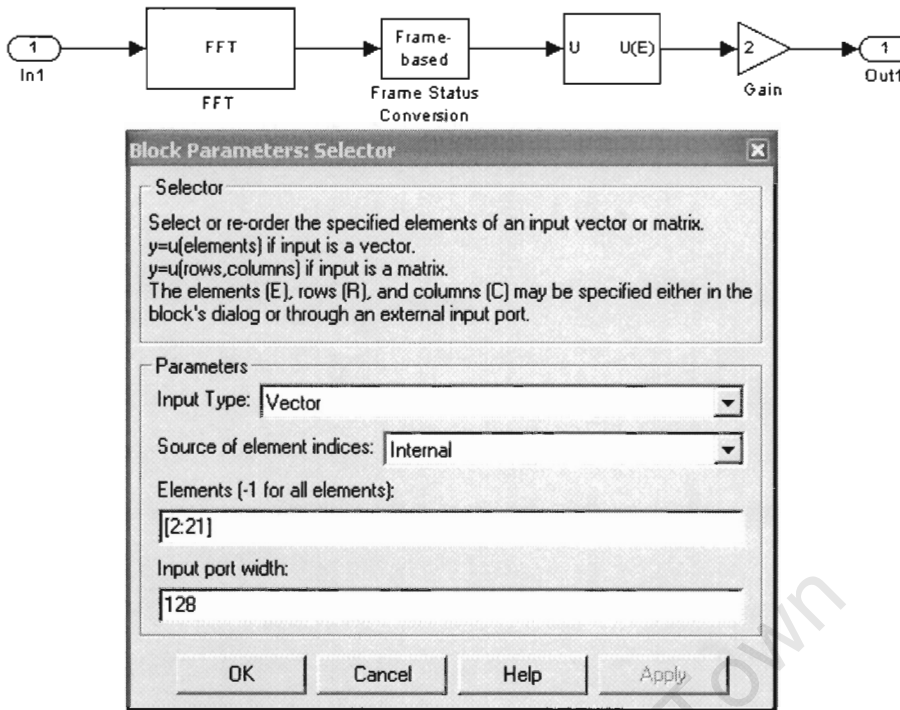 1
In1
FFT
FFT
Frame-
based
Frame Status
Conversion
U U(E)
2
Gain
1
Out1
Block Parameters: Selector
Selector
Select or re-order the specified elements of an input vector or matrix.
y=u(elements) if input is a vector.
y=u(rows,columns) if input is a matrix.
The elements (E), rows (R), and columns (C) may be specified either in the
block's dialog or through an external input port.
Parameters
Input Type: Vector
Source of element indices: Internal
Elements (-1 for all elements):
[2:21]
Input port width:
128
OK Cancel Help Apply
Town